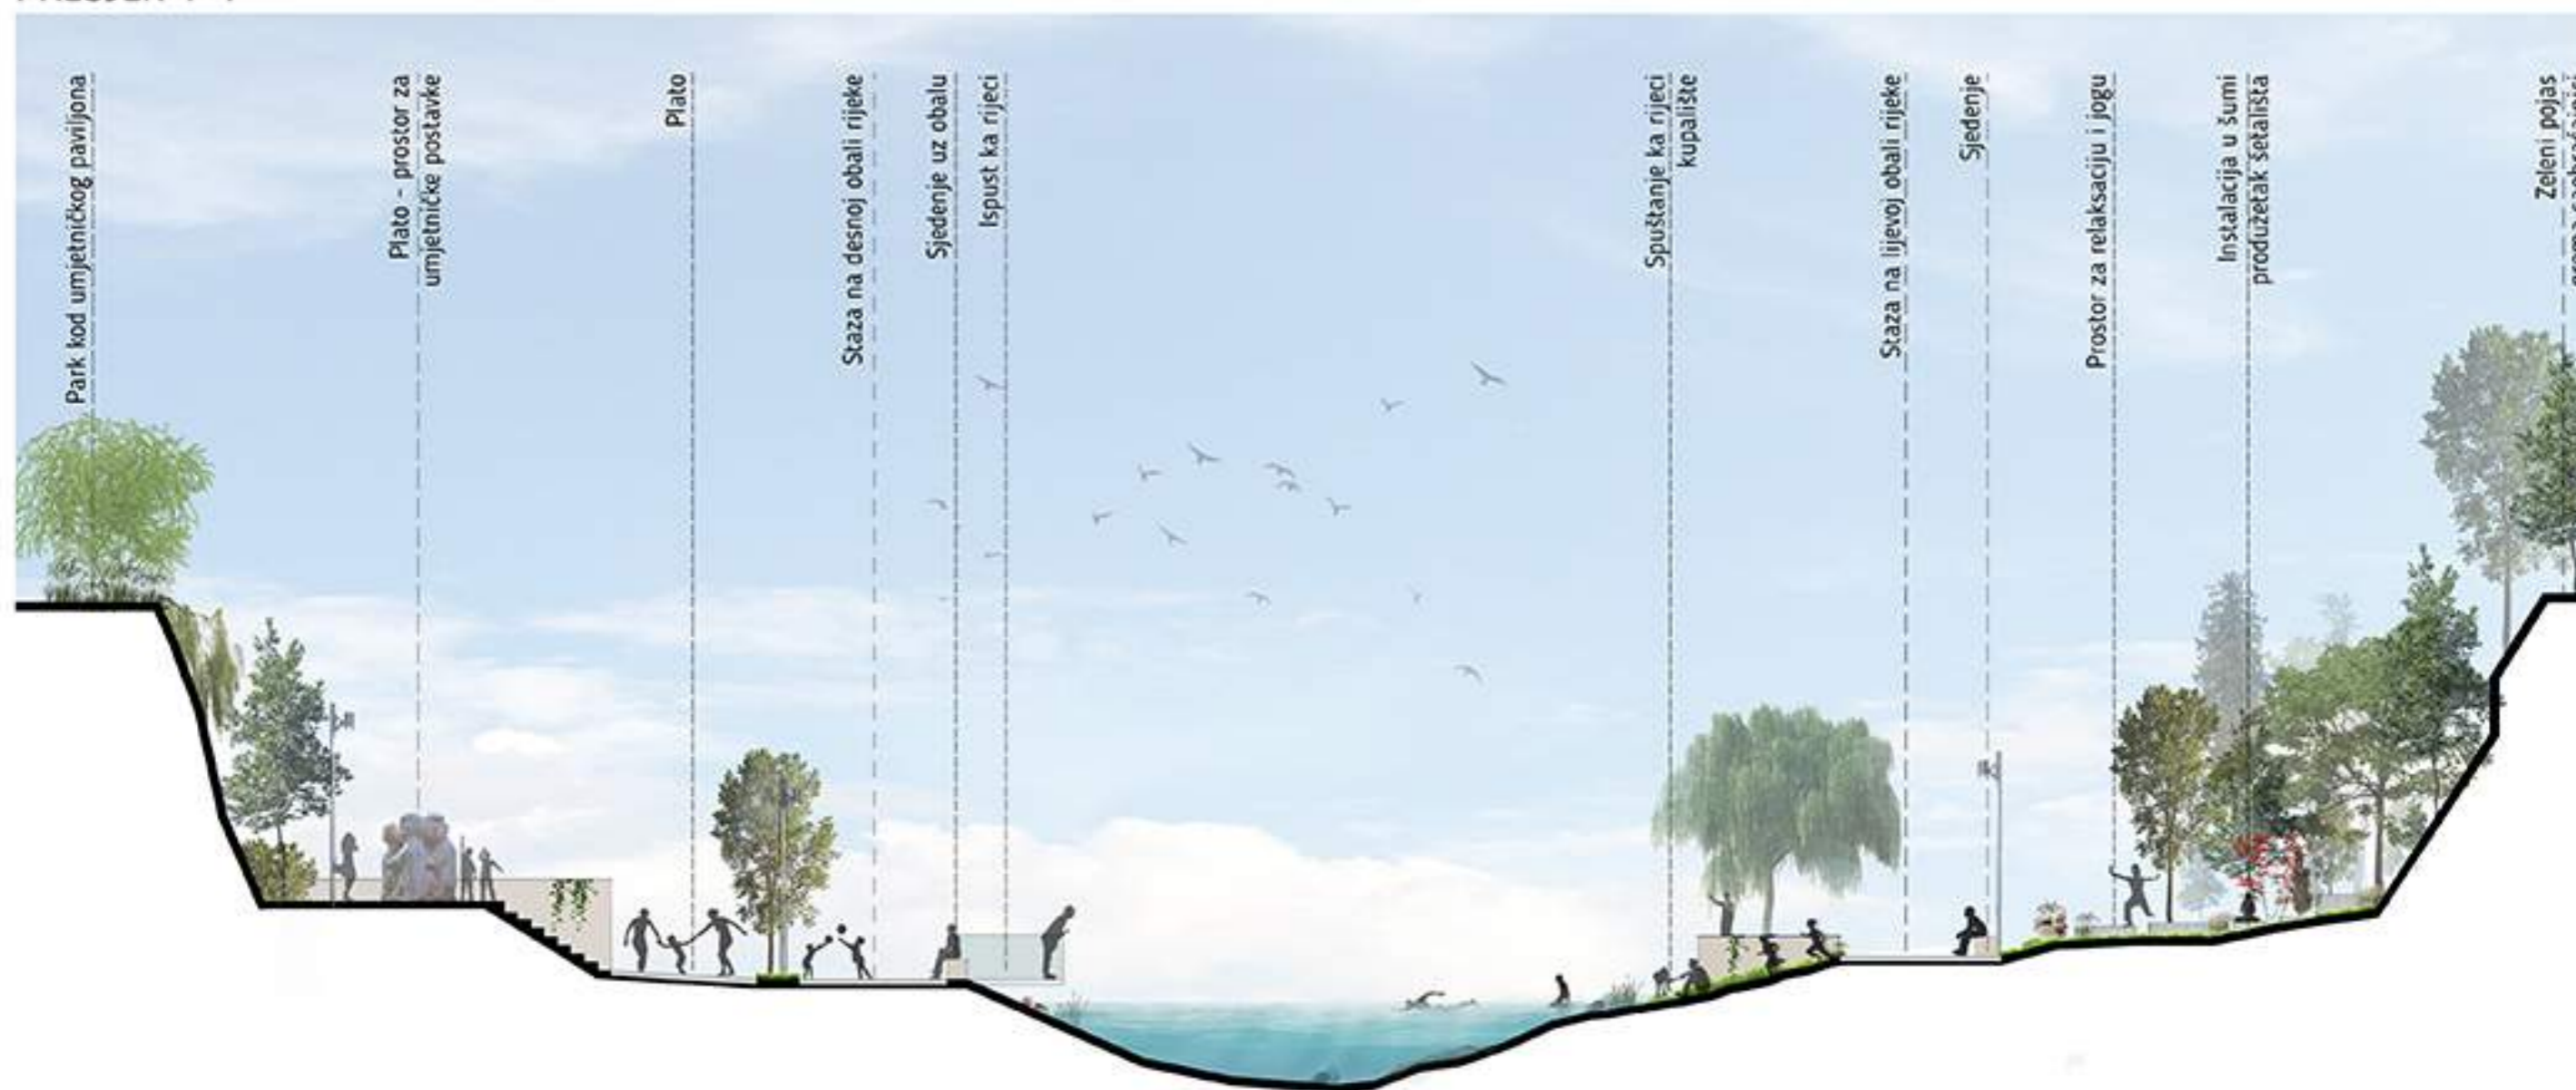 Park kod umjetničkog paviljona
Plato - prostor za
umjetničke postavke
Plato
Staza na desnoj obali rijeke
Sjedenje uz obalu
Ispust ka rijeci
Spuštanje ka rijeci
kupalište
Staza na lijevoj obali rijeke
Sjedenje
Prostor za relaksaciju i jogu
Instalacija u šumi
produžetak šetališta
Zeleni pojas